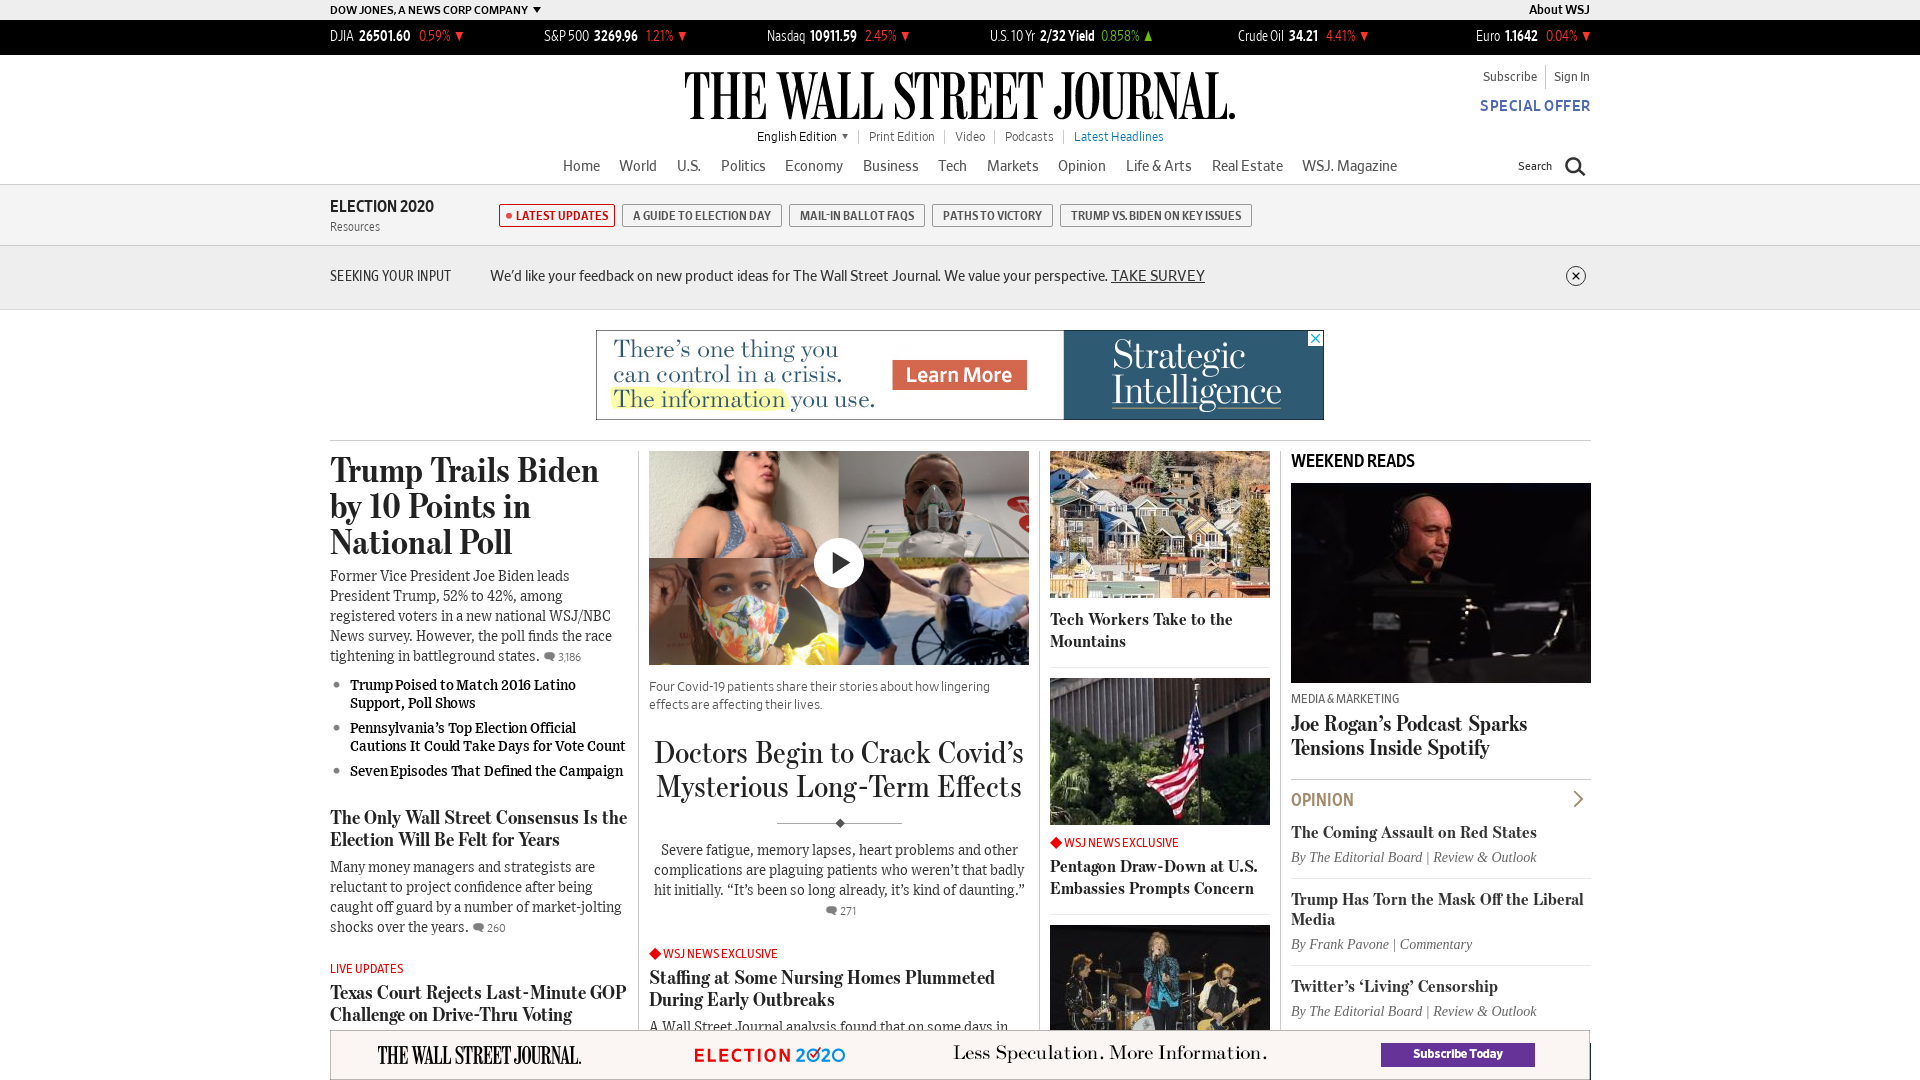 DOW JONES, A NEWS CORP COMPANY
About WSJ
DJIA 26501.60 0.59%
S&P 500 3269.96 1.21%
Nasdaq 10911.59 2.45%
U.S. 10 Yr 2/32 Yield 0.858%
Crude Oil 34.21 4.41%
Euro 1.1642 0.04%
THE WALL STREET JOURNAL.
Subscribe
Sign In
SPECIAL OFFER
English Edition
Print Edition
Video
Podcasts
Latest Headlines
Home
World
U.S.
Politics
Economy
Business
Tech
Markets
Opinion
Life & Arts
Real Estate
WSJ. Magazine
Search
ELECTION 2020
Resources
LATEST UPDATES
A GUIDE TO ELECTION DAY
MAIL-IN BALLOT FAQS
PATHS TO VICTORY
TRUMP VS. BIDEN ON KEY ISSUES
SEEKING YOUR INPUT
We’d like your feedback on new product ideas for The Wall Street Journal. We value your perspective. TAKE SURVEY
There’s one thing you
can control in a crisis.
The information you use.
Learn More
Strategic
Intelligence
Trump Trails Biden
by 10 Points in
National Poll
Former Vice President Joe Biden leads
President Trump, 52% to 42%, among
registered voters in a new national WSJ/NBC
News survey. However, the poll finds the race
tightening in battleground states. 3,186
Trump Poised to Match 2016 Latino
Support, Poll Shows
Pennsylvania’s Top Election Official
Cautions It Could Take Days for Vote Count
Seven Episodes That Defined the Campaign
The Only Wall Street Consensus Is the
Election Will Be Felt for Years
Many money managers and strategists are
reluctant to project confidence after being
caught off guard by a number of market-jolting
shocks over the years. 260
LIVE UPDATES
Texas Court Rejects Last-Minute GOP
Challenge on Drive-Thru Voting
Four Covid-19 patients share their stories about how lingering
effects are affecting their lives.
Doctors Begin to Crack Covid’s
Mysterious Long-Term Effects
Severe fatigue, memory lapses, heart problems and other
complications are plaguing patients who weren’t that badly
hit initially. “It’s been so long already, it’s kind of daunting.”
271
WSJ NEWS EXCLUSIVE
Staffing at Some Nursing Homes Plummeted
During Early Outbreaks
A Wall Street Journal analysis found that on some days in
Tech Workers Take to the
Mountains
WSJ NEWS EXCLUSIVE
Pentagon Draw-Down at U.S.
Embassies Prompts Concern
WEEKEND READS
MEDIA & MARKETING
Joe Rogan’s Podcast Sparks
Tensions Inside Spotify
OPINION
The Coming Assault on Red States
By The Editorial Board | Review & Outlook
Trump Has Torn the Mask Off the Liberal
Media
By Frank Pavone | Commentary
Twitter’s ‘Living’ Censorship
By The Editorial Board | Review & Outlook
THE WALL STREET JOURNAL.
ELECTION 2020
Less Speculation. More Information.
Subscribe Today